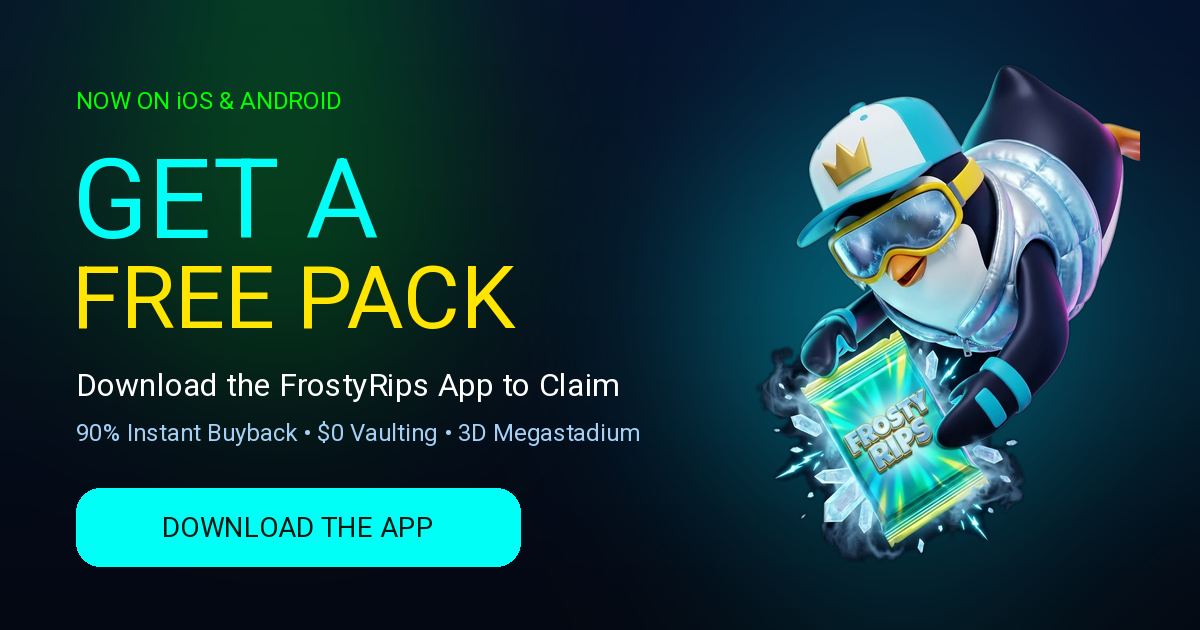 NOW ON iOS & ANDROID
GET A
FREE PACK
Download the FrostyRips App to Claim
90% Instant Buyback • $0 Vaulting • 3D Megastadium
DOWNLOAD THE APP
FROSTY
RIPS